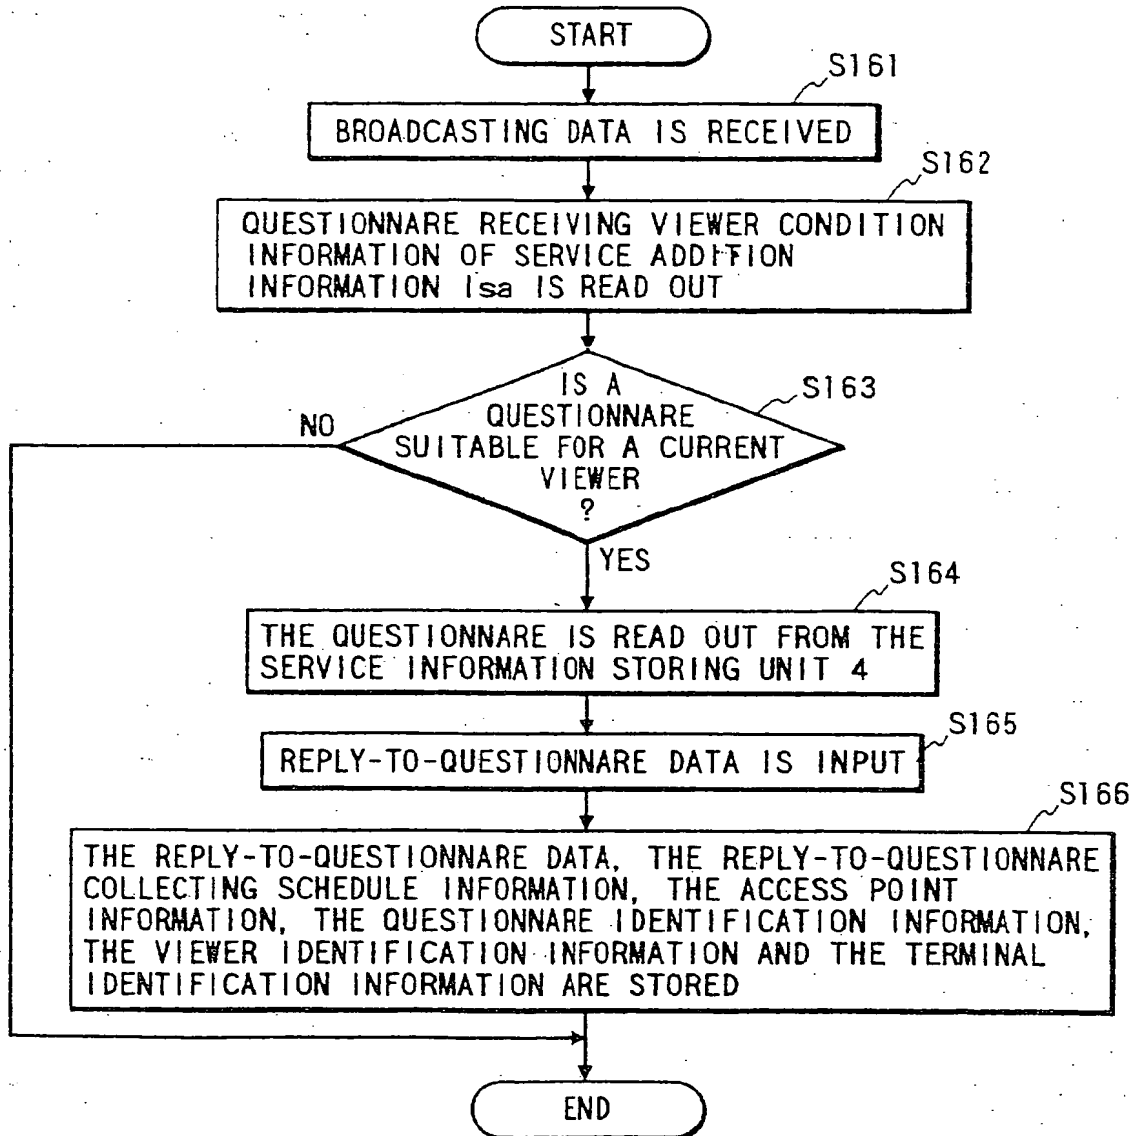 START
S161
BROADCASTING DATA IS RECEIVED
S162
QUESTIONNARE RECEIVING VIEWER CONDITION
INFORMATION OF SERVICE ADDITION
INFORMATION Isa IS READ OUT
S163
IS A
QUESTIONNARE
SUITABLE FOR A CURRENT
VIEWER
?
NO
YES
S164
THE QUESTIONNARE IS READ OUT FROM THE
SERVICE INFORMATION STORING UNIT 4
S165
REPLY-TO-QUESTIONNARE DATA IS INPUT
S166
THE REPLY-TO-QUESTIONNARE DATA, THE REPLY-TO-QUESTIONNARE
COLLECTING SCHEDULE INFORMATION, THE ACCESS POINT
INFORMATION, THE QUESTIONNARE IDENTIFICATION INFORMATION,
THE VIEWER IDENTIFICATION INFORMATION AND THE TERMINAL
IDENTIFICATION INFORMATION ARE STORED
END